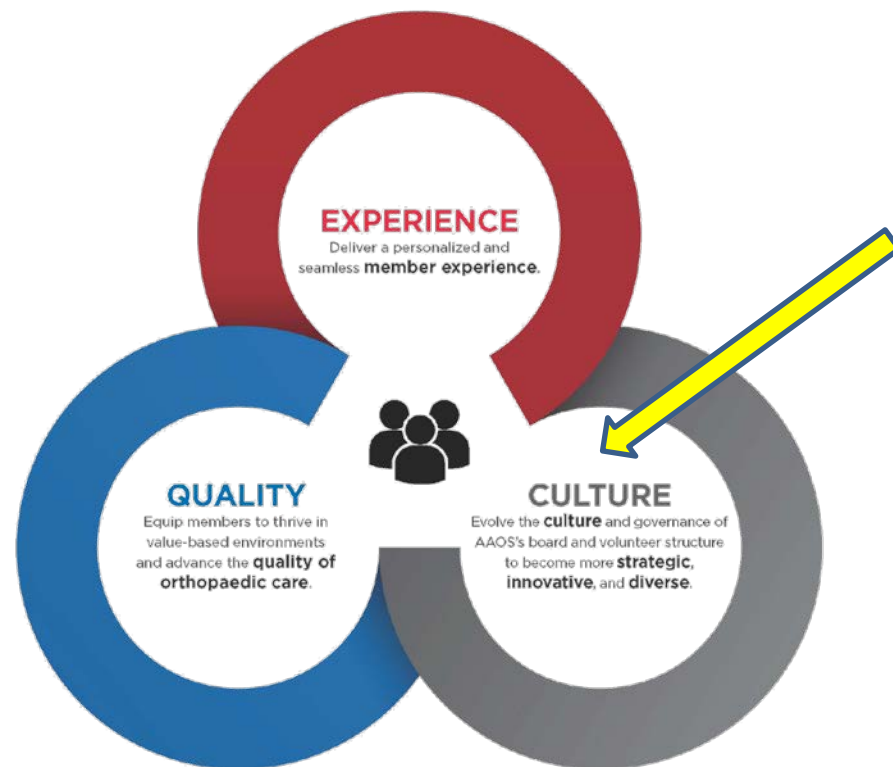 EXPERIENCE
Deliver a personalized and
seamless member experience.
QUALITY
Equip members to thrive in
value-based environments
and advance the quality of
orthopaedic care.
CULTURE
Evolve the culture and governance of
AAOS's board and volunteer structure
to become more strategic,
innovative, and diverse.